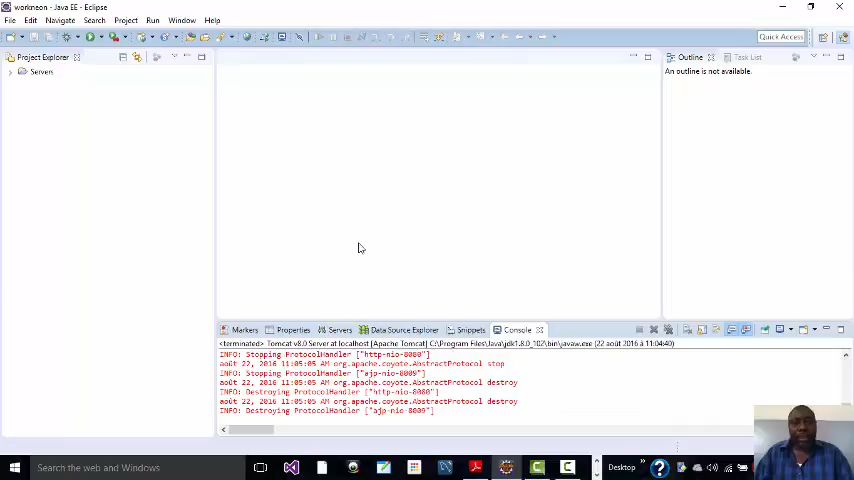 workneon - Java EE - Eclipse
File Edit Navigate Search Project Run Window Help
Quick Access
Project Explorer
Servers
Outline
Task List
An outline is not available.
Markers Properties Servers Data Source Explorer Snippets Console
<terminated> Tomcat v8.0 Server at localhost [Apache Tomcat] C:\Program Files\Java\jdk1.8.0_102\bin\javaw.exe (22 août 2016 à 11:04:40)
INFO: Stopping ProtocolHandler ["http-nio-8080"]
août 22, 2016 11:05:05 AM org.apache.coyote.AbstractProtocol stop
INFO: Stopping ProtocolHandler ["ajp-nio-8009"]
août 22, 2016 11:05:05 AM org.apache.coyote.AbstractProtocol destroy
INFO: Destroying ProtocolHandler ["http-nio-8080"]
août 22, 2016 11:05:05 AM org.apache.coyote.AbstractProtocol destroy
INFO: Destroying ProtocolHandler ["ajp-nio-8009"]
Search the web and Windows
Desktop